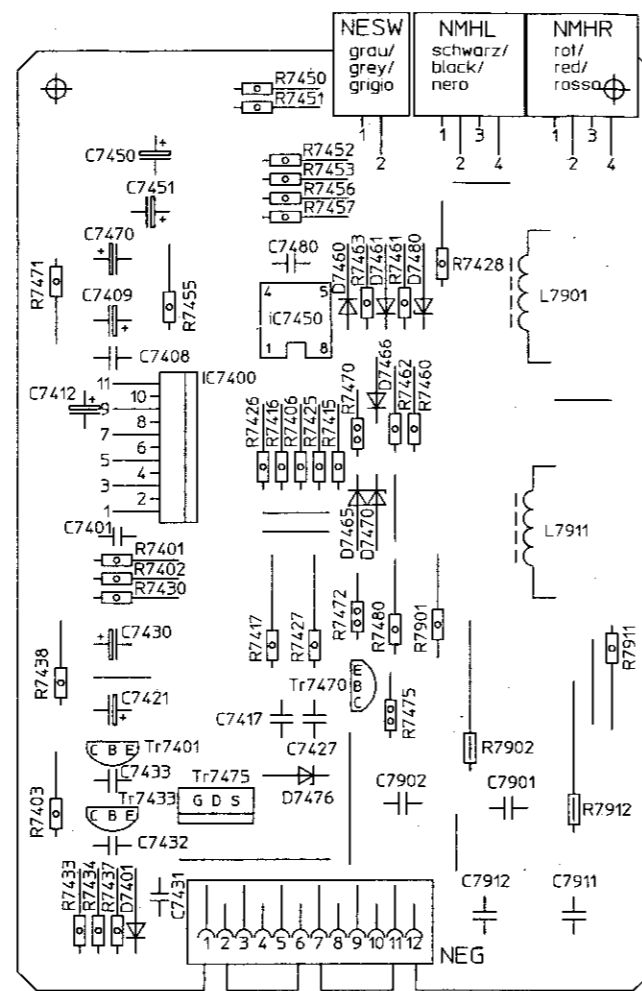 NESW
grau/
grey/
grigio
1
2
NMHL
schwarz/
black/
nero
1
3
2
4
NMHR
rot/
red/
rosso
1
3
2
4
R7450
R7451
C7450
R7452
R7453
R7456
R7457
C7451
C7470
C7480
D7460
R7463
D7461
R7461
D7480
R7428
R7471
R7455
4
5
iC7450
1
8
L7901
C7409
C7408
IC7400
C7412
11
10
9
8
7
6
5
4
3
2
1
R7426
R7416
R7406
R7425
R7415
R7470
D7466
R7462
R7460
C7401
R7401
R7402
R7430
D7465
D7470
L7911
C7430
R7417
R7427
R7472
R7480
R7901
R7911
R7438
C7421
Tr7470
E
B
C
R7475
C7417
C7427
Tr7401
C B E
C7433
Tr7475
G D S
D7476
R7902
R7403
Tr7433
C B E
C7432
C7902
C7901
R7912
R7433
R7434
R7437
D7401
C7431
C7912
C7911
1 2 3 4 5 6 7 8 9 10 11 12
NEG